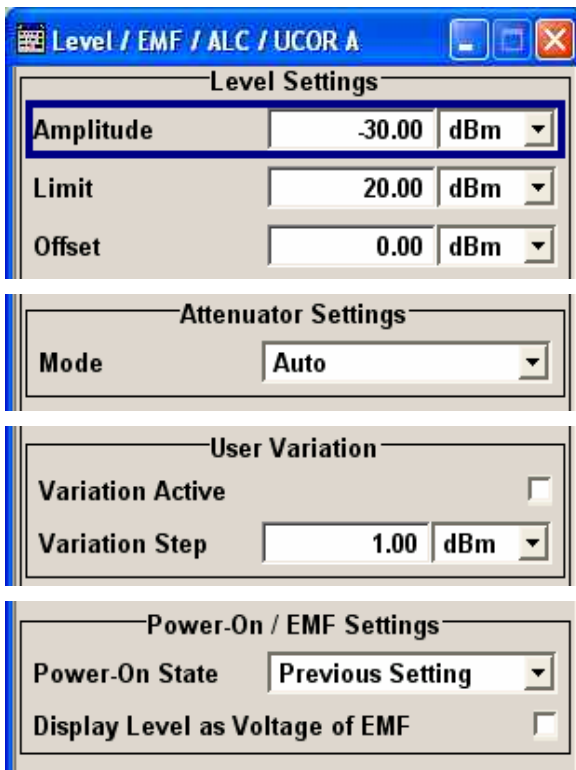 Level / EMF / ALC / UCOR A
Level Settings
Amplitude -30.00 dBm
Limit 20.00 dBm
Offset 0.00 dBm
Attenuator Settings
Mode Auto
User Variation
Variation Active
Variation Step 1.00 dBm
Power-On / EMF Settings
Power-On State Previous Setting
Display Level as Voltage of EMF